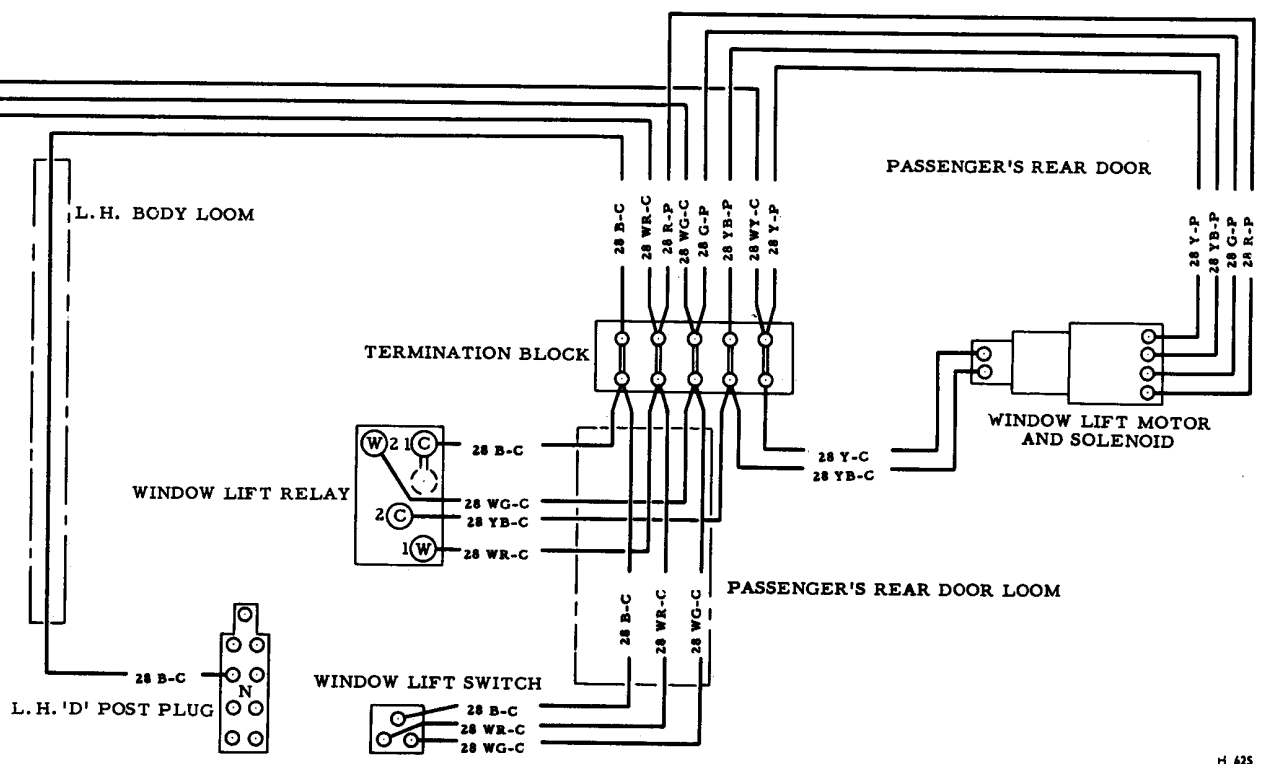 PASSENGER'S REAR DOOR
L.H. BODY LOOM
28 B-C
28 WR-C
28 R-P
28 WG-C
28 G-P
28 YB-P
28 WY-C
28 Y-P
28 Y-P
28 YB-P
28 G-P
28 R-P
TERMINATION BLOCK
WINDOW LIFT MOTOR
AND SOLENOID
W 2 1 C
28 B-C
28 Y-C
28 YB-C
WINDOW LIFT RELAY
28 WG-C
2 C
28 YB-C
1 W
28 WR-C
PASSENGER'S REAR DOOR LOOM
28 B-C
28 WR-C
28 WG-C
28 B-C
N
L.H. 'D' POST PLUG
WINDOW LIFT SWITCH
28 B-C
28 WR-C
28 WG-C
H 625